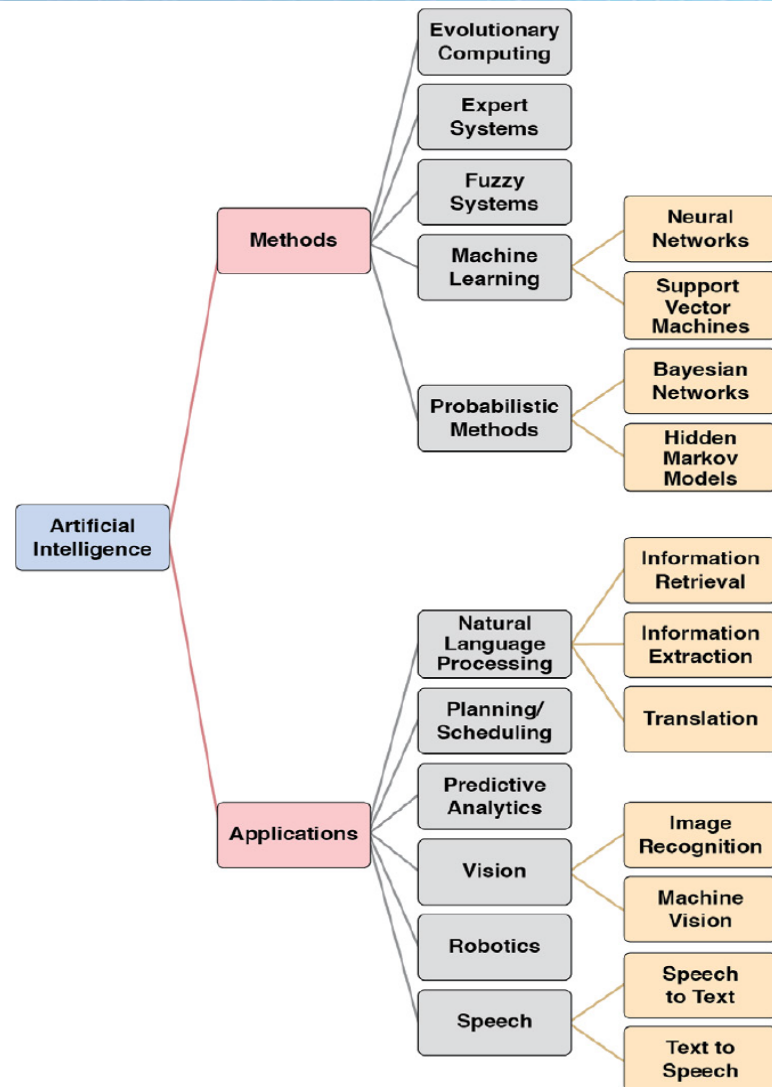 Evolutionary
Computing
Expert
Systems
Fuzzy
Systems
Methods
Machine
Learning
Neural
Networks
Support
Vector
Machines
Probabilistic
Methods
Bayesian
Networks
Hidden
Markov
Models
Artificial
Intelligence
Natural
Language
Processing
Information
Retrieval
Information
Extraction
Translation
Planning/
Scheduling
Predictive
Analytics
Applications
Vision
Image
Recognition
Machine
Vision
Robotics
Speech
Speech
to Text
Text to
Speech